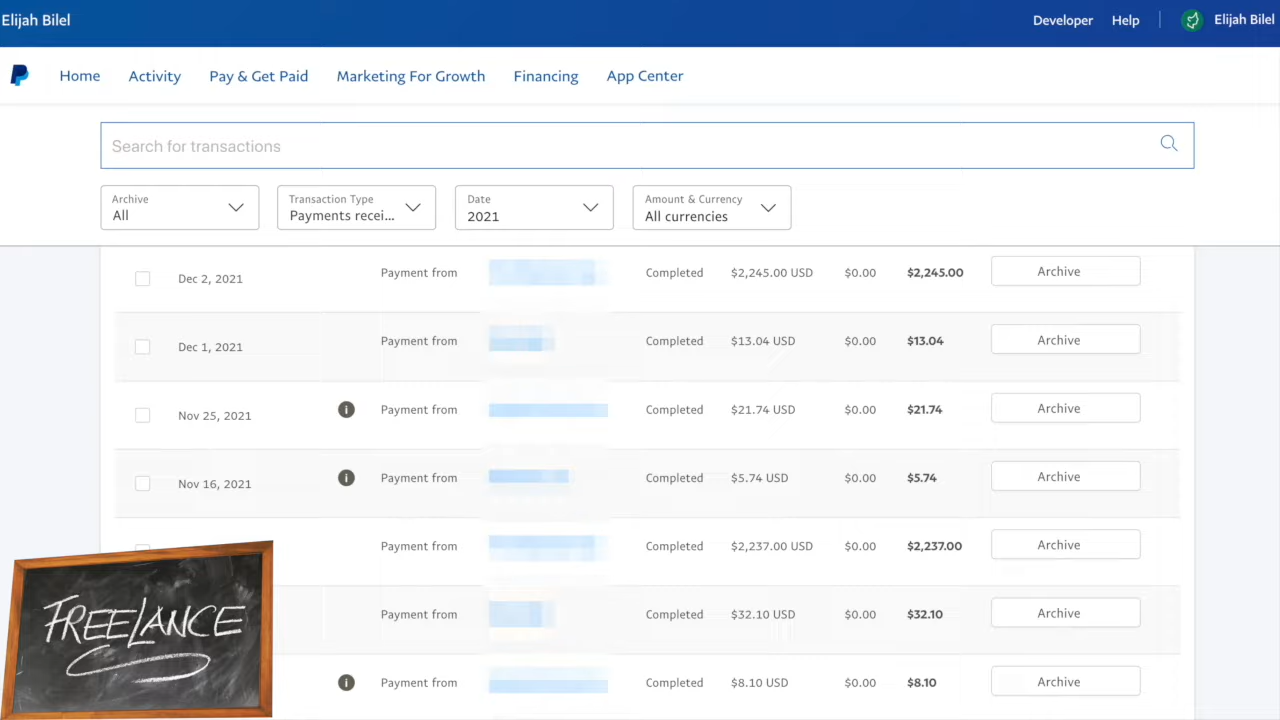 Elijah Bilel
Developer Help Elijah Bilel
Home Activity Pay & Get Paid Marketing For Growth Financing App Center
Search for transactions
Archive Transaction Type Date Amount & Currency
All Payments recei... 2021 All currencies
Dec 2, 2021 Payment from Completed $2,245.00 USD $0.00 $2,245.00 Archive
Dec 1, 2021 Payment from Completed $13.04 USD $0.00 $13.04 Archive
Nov 25, 2021 Payment from Completed $21.74 USD $0.00 $21.74 Archive
Nov 16, 2021 Payment from Completed $5.74 USD $0.00 $5.74 Archive
Payment from Completed $2,237.00 USD $0.00 $2,237.00 Archive
Payment from Completed $32.10 USD $0.00 $32.10 Archive
Payment from Completed $8.10 USD $0.00 $8.10 Archive
FREELANCE